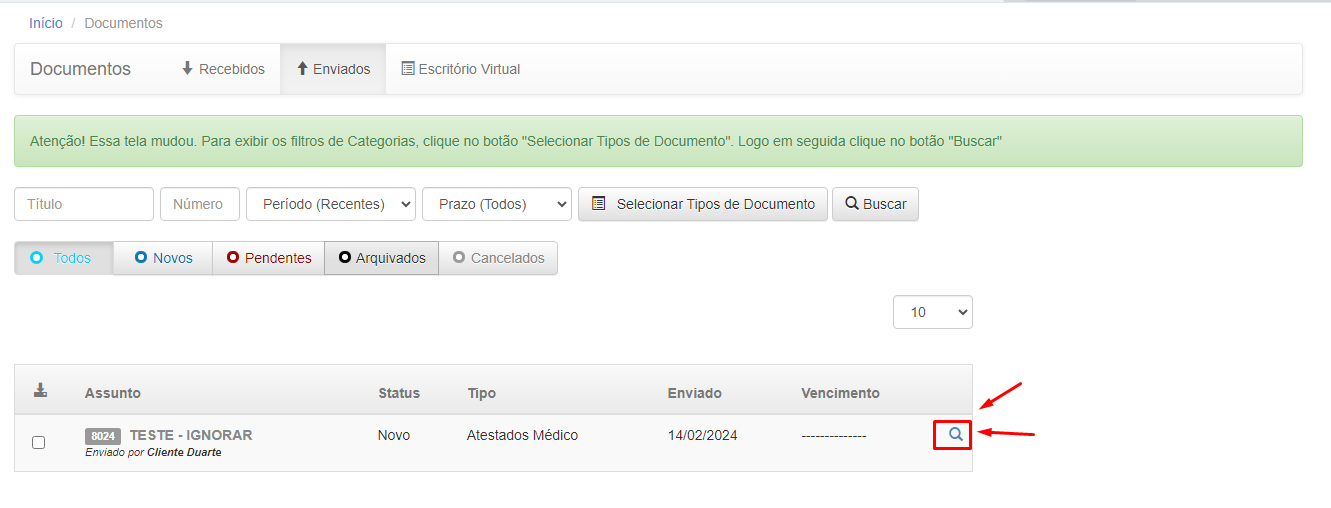 Início / Documentos
Documentos Recebidos Enviados Escritório Virtual
Atenção! Essa tela mudou. Para exibir os filtros de Categorias, clique no botão "Selecionar Tipos de Documento". Logo em seguida clique no botão "Buscar"
Título Número Período (Recentes) Prazo (Todos) Selecionar Tipos de Documento Buscar
Todos Novos Pendentes Arquivados Cancelados
10
Assunto Status Tipo Enviado Vencimento
8024 TESTE - IGNORAR Novo Atestados Médico 14/02/2024 --------------
Enviado por Cliente Duarte